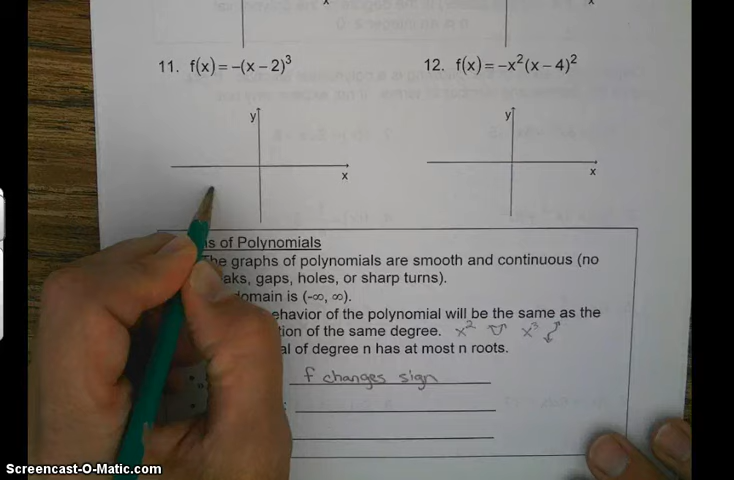 11. f(x) = −(x − 2)³
12. f(x) = −x²(x − 4)²
y
x
y
x
s of Polynomials
The graphs of polynomials are smooth and continuous (no
aks, gaps, holes, or sharp turns).
domain is (-∞, ∞).
ehavior of the polynomial will be the same as the
tion of the same degree. x² x³
al of degree n has at most n roots.
f changes sign
Screencast-O-Matic.com